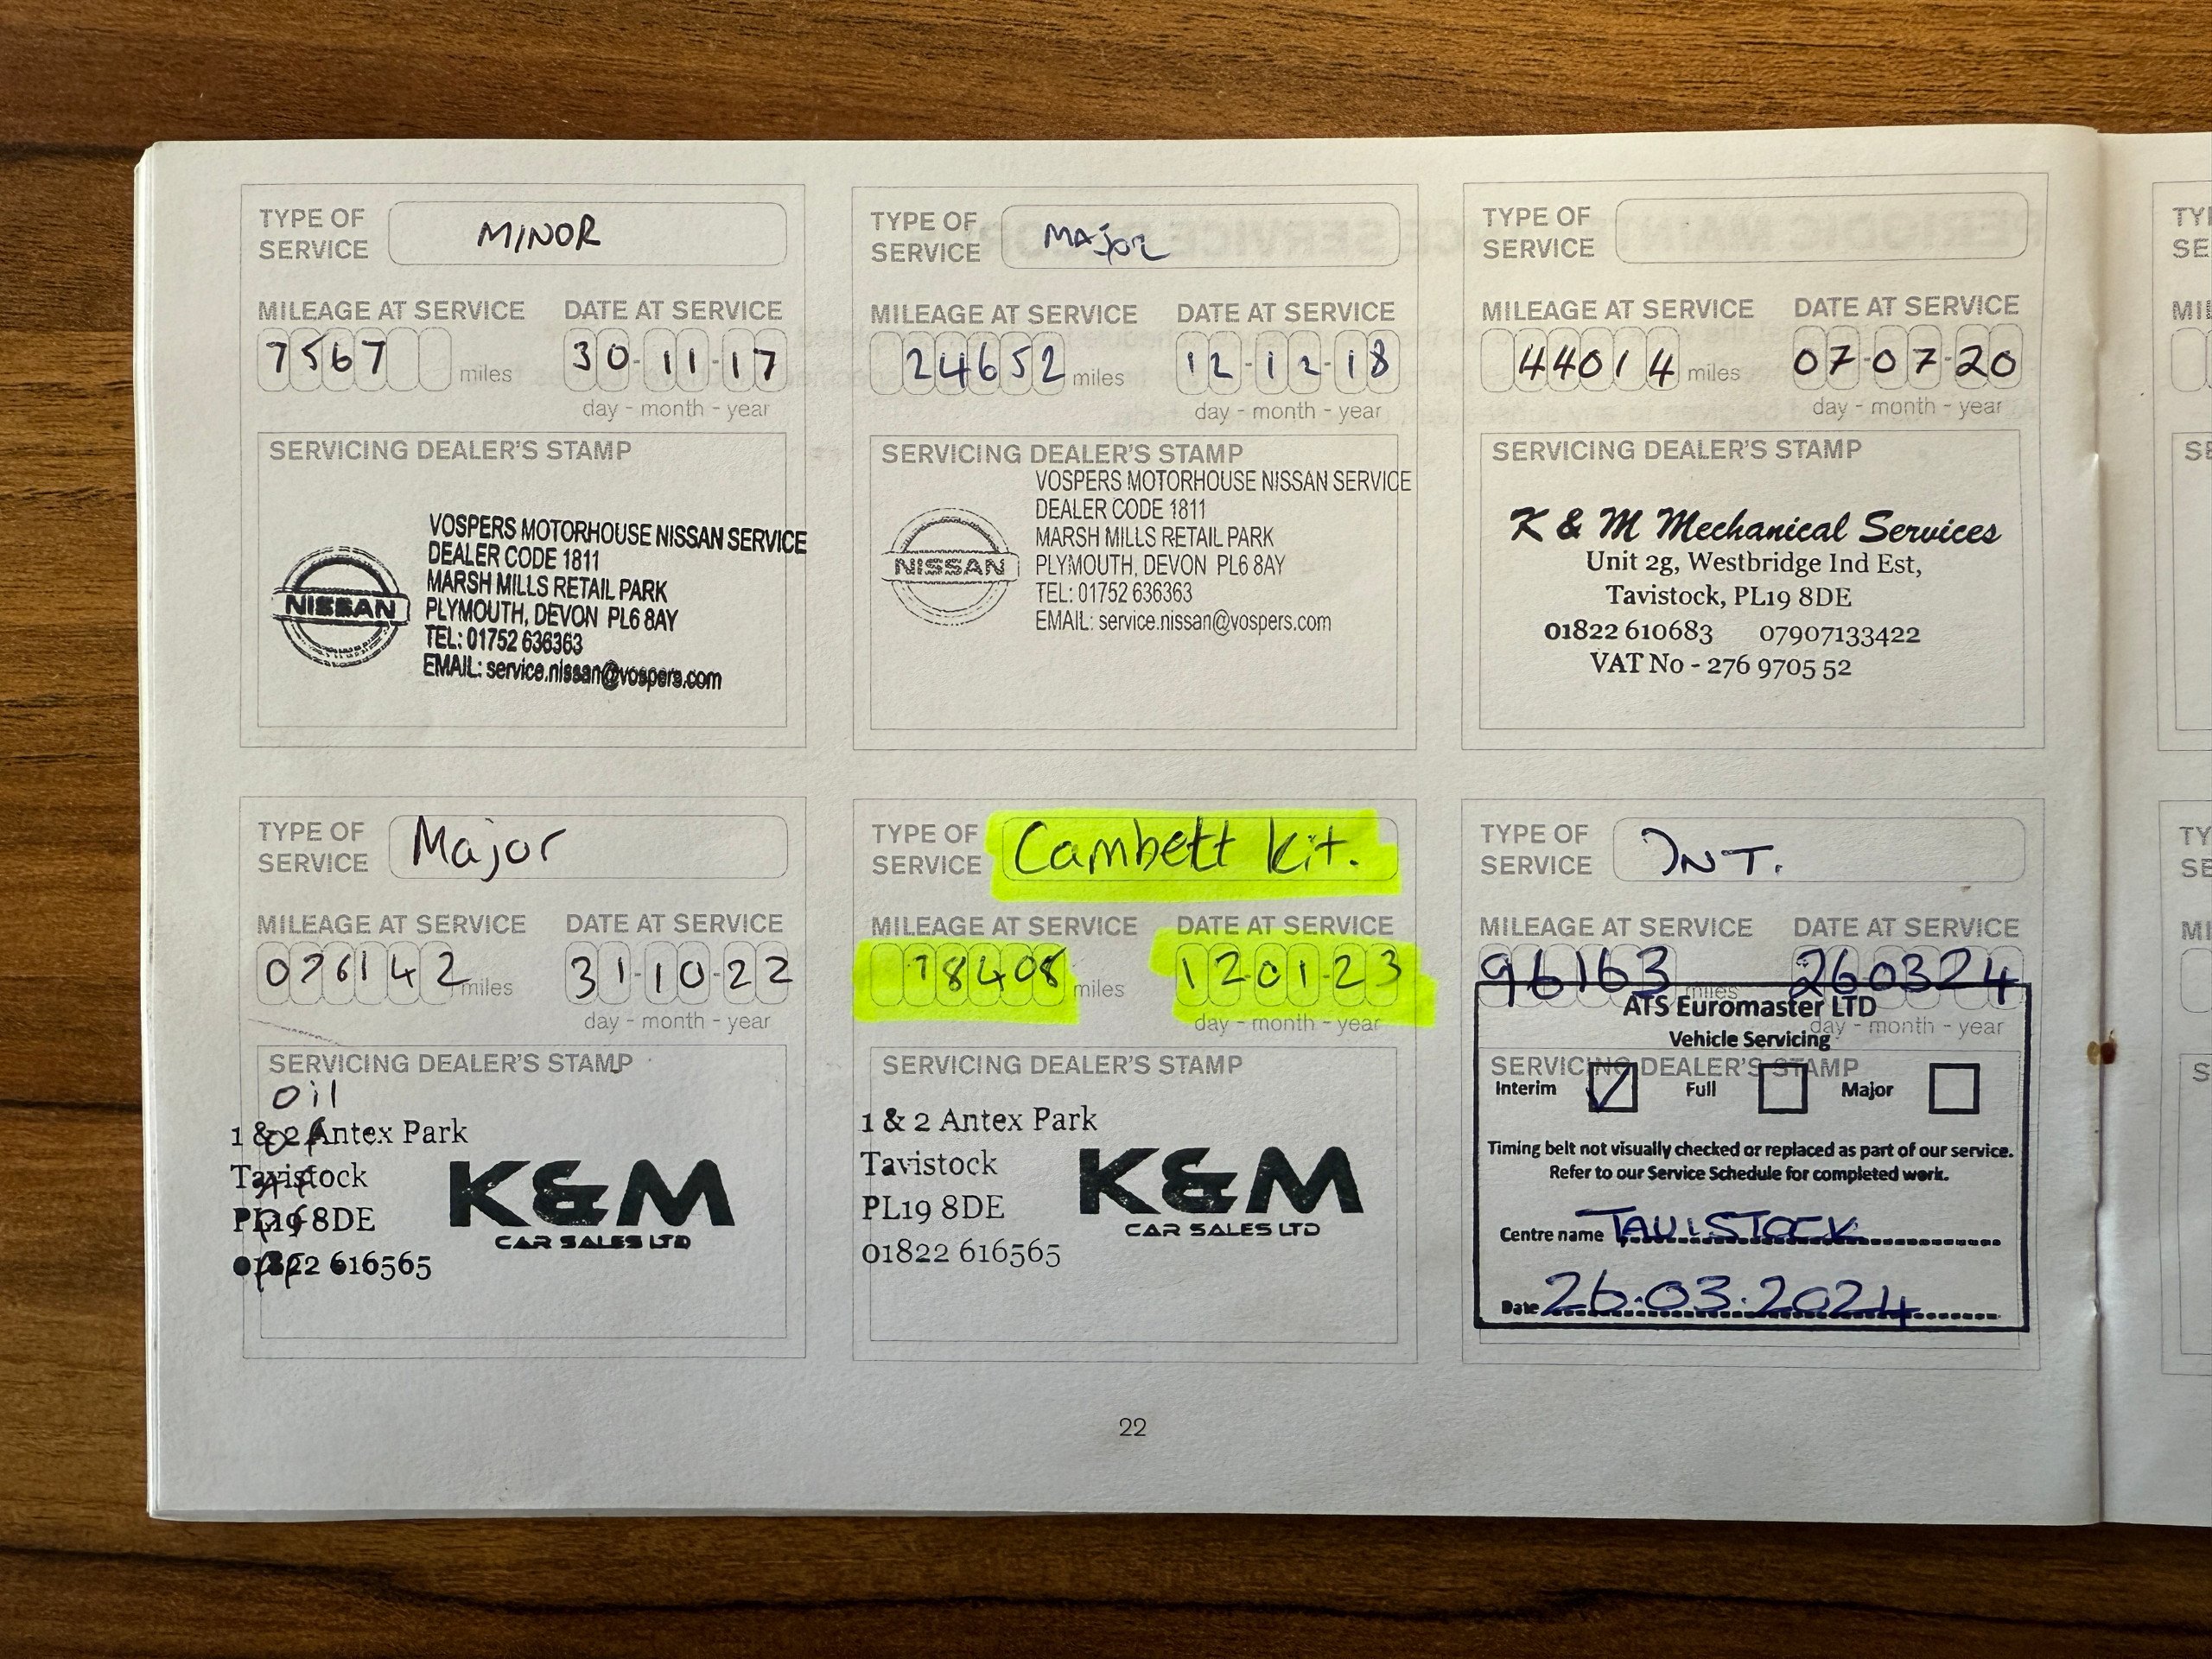 TYPE OF
SERVICE
MINOR
MILEAGE AT SERVICE
7567 miles
DATE AT SERVICE
30-11-17
day - month - year
SERVICING DEALER'S STAMP
NISSAN
VOSPERS MOTORHOUSE NISSAN SERVICE
DEALER CODE 1811
MARSH MILLS RETAIL PARK
PLYMOUTH, DEVON PL6 8AY
TEL: 01752 636363
EMAIL: service.nissan@vospers.com
TYPE OF
SERVICE
Major
MILEAGE AT SERVICE
24652 miles
DATE AT SERVICE
12-12-18
day - month - year
SERVICING DEALER'S STAMP
NISSAN
VOSPERS MOTORHOUSE NISSAN SERVICE
DEALER CODE 1811
MARSH MILLS RETAIL PARK
PLYMOUTH, DEVON PL6 8AY
TEL: 01752 636363
EMAIL: service.nissan@vospers.com
TYPE OF
SERVICE
MILEAGE AT SERVICE
44014 miles
DATE AT SERVICE
07-07-20
day - month - year
SERVICING DEALER'S STAMP
K & M Mechanical Services
Unit 2g, Westbridge Ind Est,
Tavistock, PL19 8DE
01822 610683 07907133422
VAT No - 276 9705 52
TYPE OF
SERVICE
Major
MILEAGE AT SERVICE
076142 miles
DATE AT SERVICE
31-10-22
day - month - year
SERVICING DEALER'S STAMP
Oil
1 & 2 Antex Park
Tavistock
PL19 8DE
01822 616565
K&M
CAR SALES LTD
TYPE OF
SERVICE
Cambelt kit.
MILEAGE AT SERVICE
78408 miles
DATE AT SERVICE
12-01-23
day - month - year
SERVICING DEALER'S STAMP
1 & 2 Antex Park
Tavistock
PL19 8DE
01822 616565
K&M
CAR SALES LTD
TYPE OF
SERVICE
INT.
MILEAGE AT SERVICE
96163 miles
DATE AT SERVICE
260324
day - month - year
SERVICING DEALER'S STAMP
ATS Euromaster LTD
Vehicle Servicing
Interim Full Major
Timing belt not visually checked or replaced as part of our service.
Refer to our Service Schedule for completed work.
Centre name TAVISTOCK
Date 26.03.2024
22